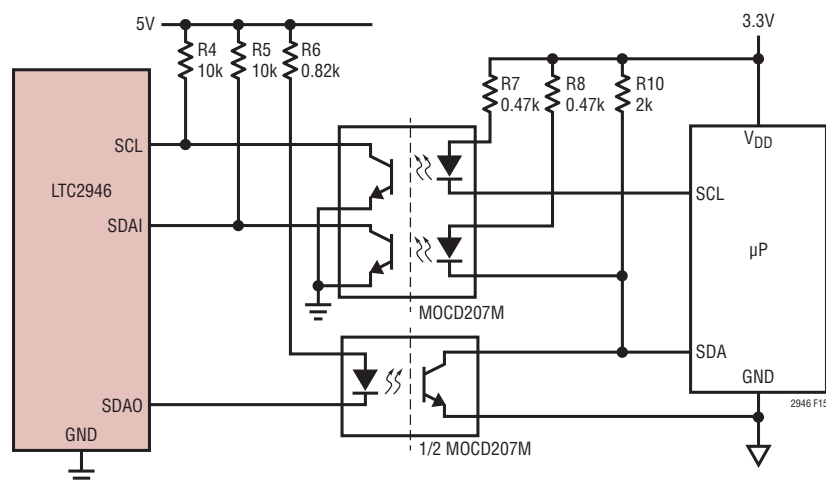 5V
3.3V
R4
10k
R5
10k
R6
0.82k
R7
0.47k
R8
0.47k
R10
2k
VDD
SCL
LTC2946
SCL
SDAI
µP
MOCD207M
SDA
SDAO
GND
2946 F15
GND
1/2 MOCD207M